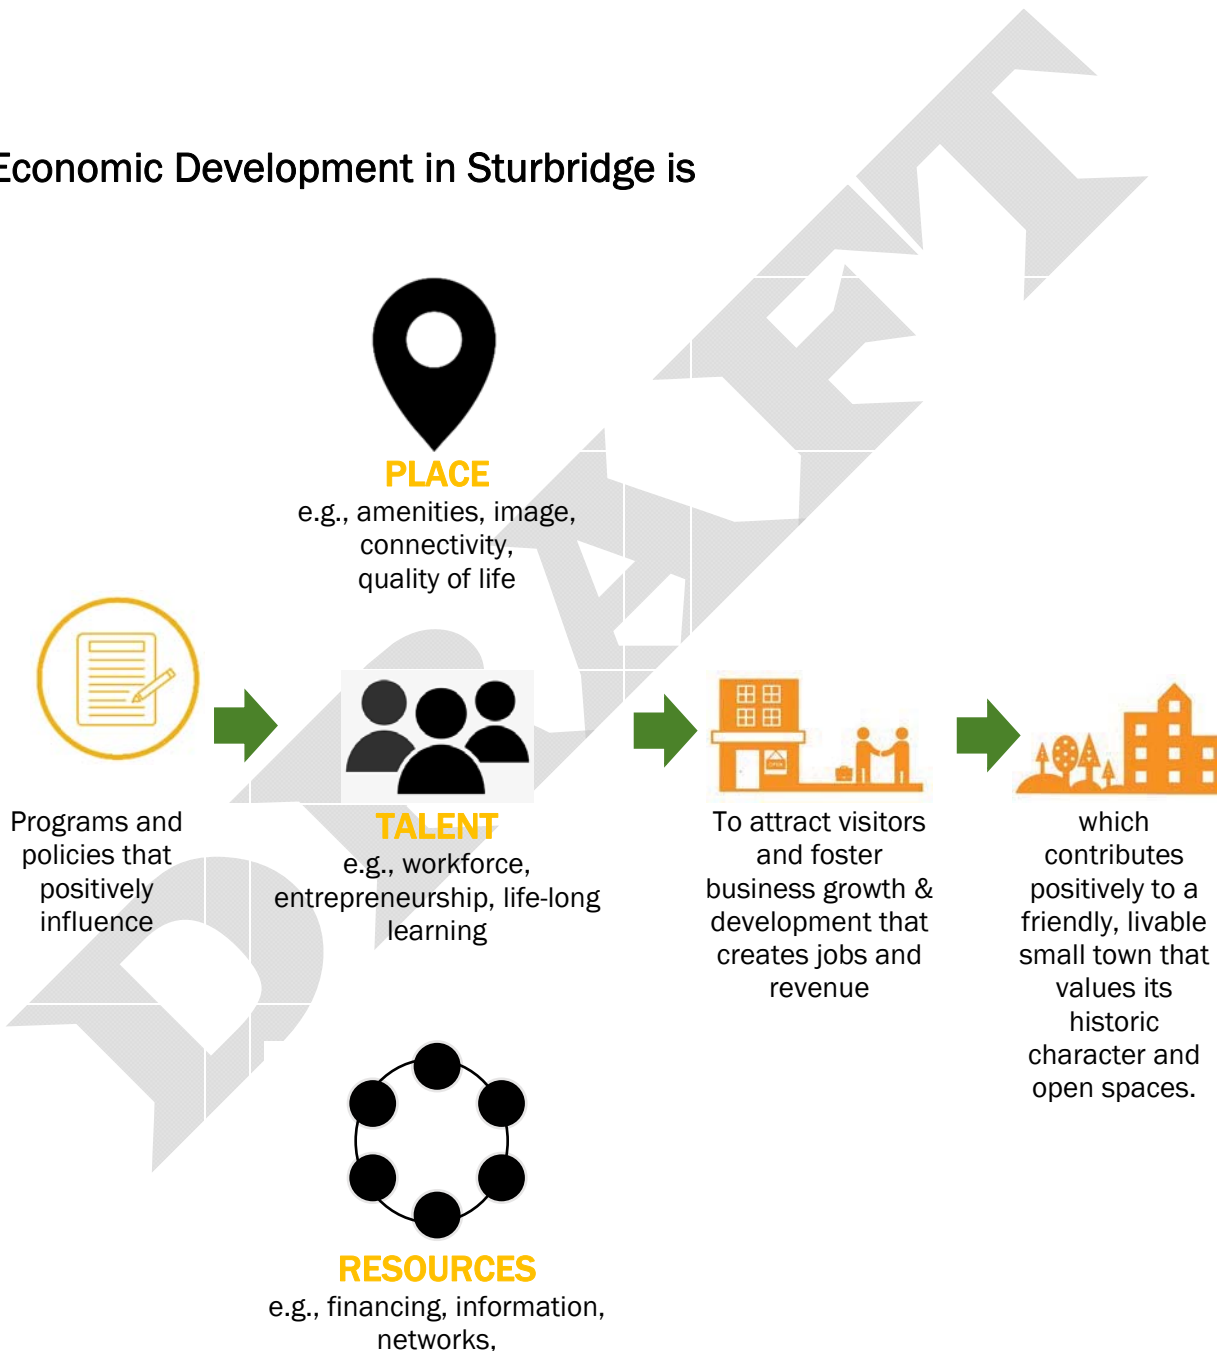 Economic Development in Sturbridge is
PLACE
e.g., amenities, image,
connectivity,
quality of life
Programs and
policies that
positively
influence
TALENT
e.g., workforce,
entrepreneurship, life-long
learning
OPEN
To attract visitors
and foster
business growth &
development that
creates jobs and
revenue
which
contributes
positively to a
friendly, livable
small town that
values its
historic
character and
open spaces.
RESOURCES
e.g., financing, information,
networks,
DRAFT